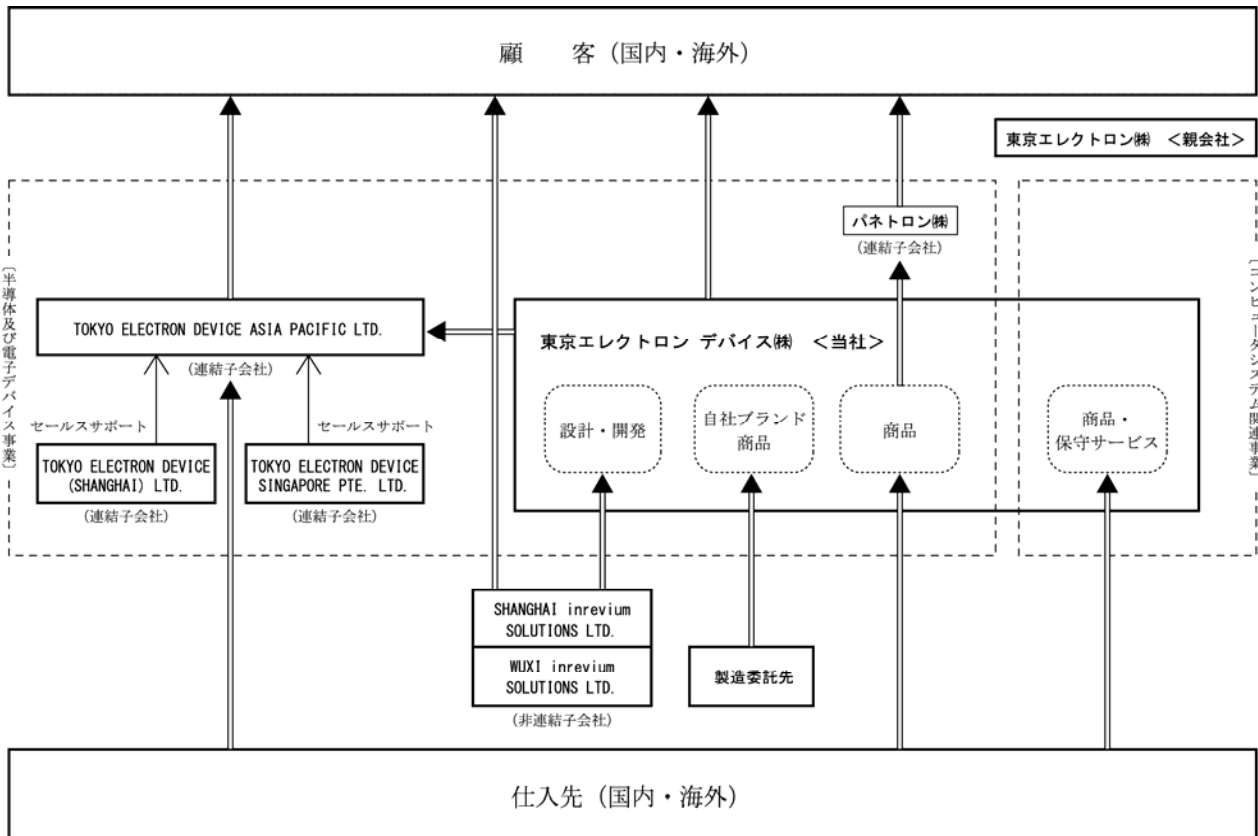 顧　　客（国内・海外）
東京エレクトロン㈱　＜親会社＞
パネトロン㈱
（連結子会社）
〔半導体及び電子デバイス事業〕
〔コンピュータシステム関連事業〕
TOKYO ELECTRON DEVICE ASIA PACIFIC LTD.
（連結子会社）
東京エレクトロン デバイス㈱　＜当社＞
設計・開発
自社ブランド
商品
商品
商品・
保守サービス
セールスサポート
セールスサポート
TOKYO ELECTRON DEVICE
(SHANGHAI) LTD.
（連結子会社）
TOKYO ELECTRON DEVICE
SINGAPORE PTE. LTD.
（連結子会社）
SHANGHAI inrevium
SOLUTIONS LTD.
WUXI inrevium
SOLUTIONS LTD.
（非連結子会社）
製造委託先
仕入先（国内・海外）